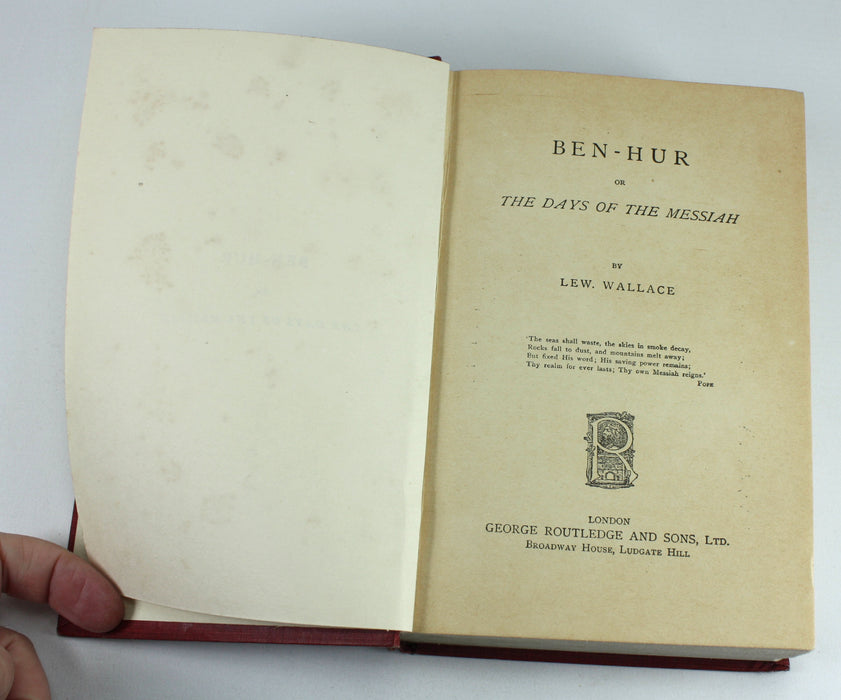 BEN-HUR
OR
THE DAYS OF THE MESSIAH
BY
LEW. WALLACE
'The seas shall waste, the skies in smoke decay,
Rocks fall to dust, and mountains melt away;
But fixed His word; His saving power remains;
Thy realm for ever lasts; Thy own Messiah reigns.'
POPE
R
LONDON
GEORGE ROUTLEDGE AND SONS, LTD.
BROADWAY HOUSE, LUDGATE HILL